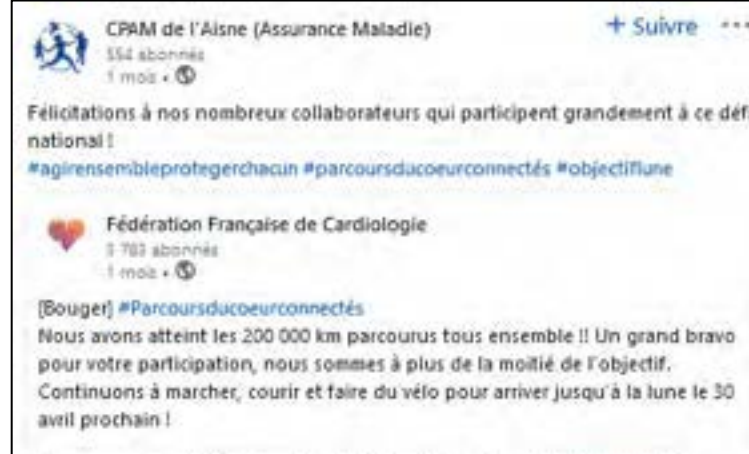 CPAM de l'Aisne (Assurance Maladie)
+ Suivre ...
554 abonnés
1 mois •
Félicitations à nos nombreux collaborateurs qui participent grandement à ce défi
national !
#agirensembleprotegerchacun #parcoursducoeurconnectés #objectiflune
Fédération Française de Cardiologie
783 abonnés
1 mois •
[Bouger] #Parcoursducoeurconnectés
Nous avons atteint les 200 000 km parcourus tous ensemble !! Un grand bravo
pour votre participation, nous sommes à plus de la moitié de l'objectif.
Continuons à marcher, courir et faire du vélo pour arriver jusqu'à la lune le 30
avril prochain !